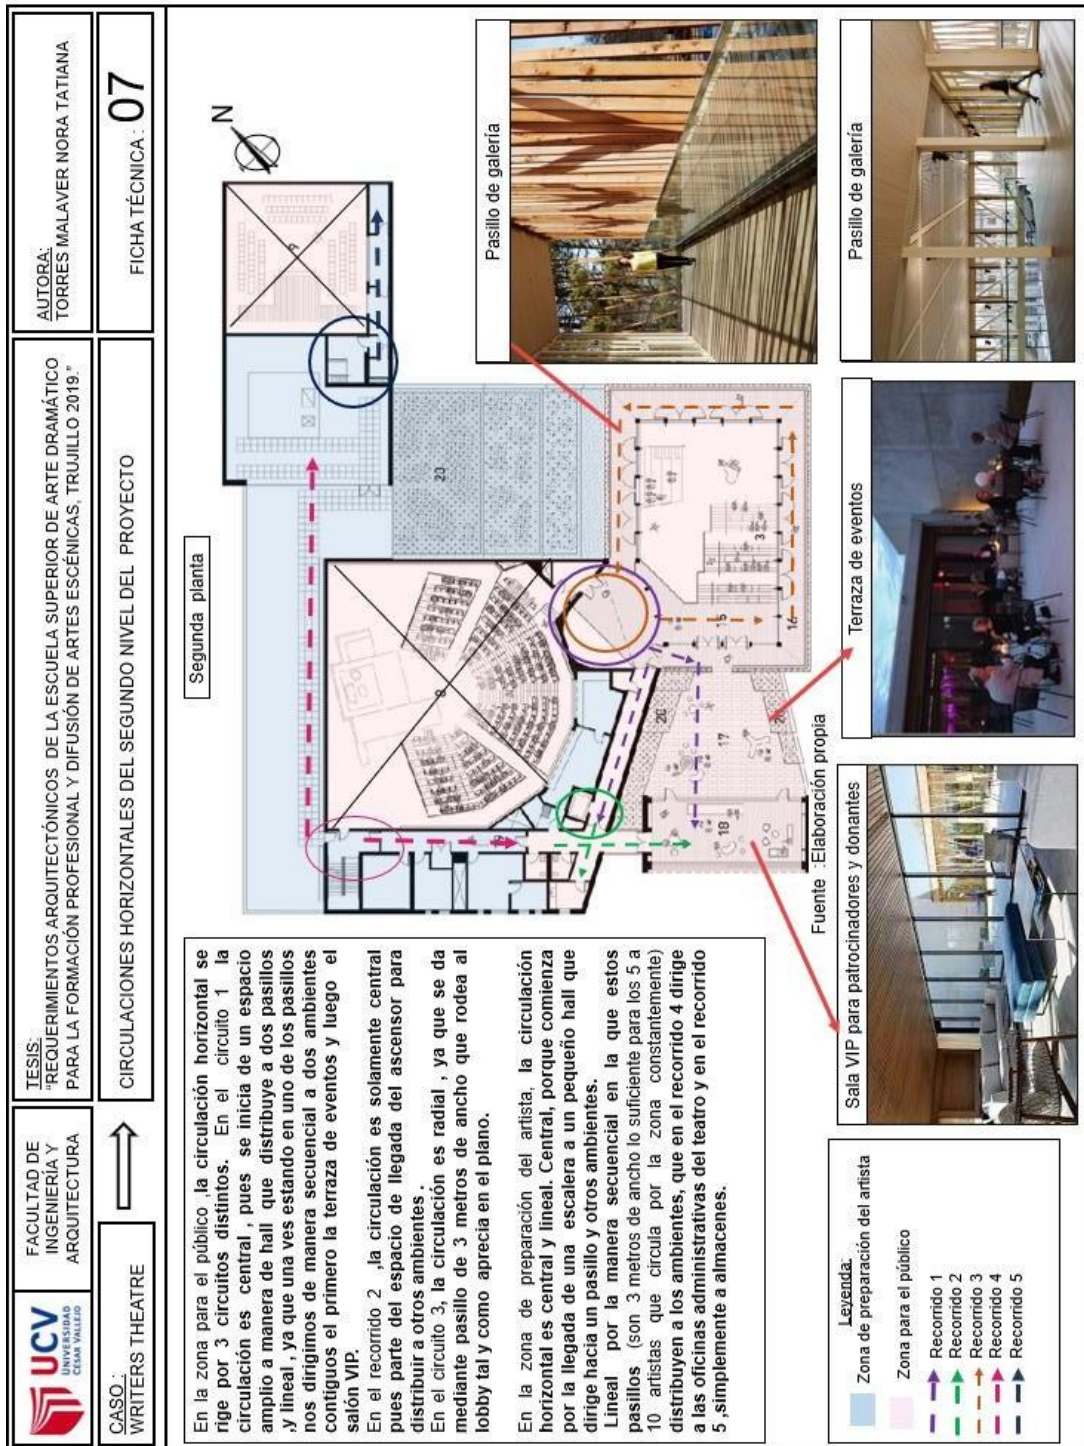 UCV
UNIVERSIDAD
CÉSAR VALLEJO
FACULTAD DE
INGENIERÍA Y
ARQUITECTURA
TESIS:
"REQUERIMIENTOS ARQUITECTÓNICOS DE LA ESCUELA SUPERIOR DE ARTE DRAMÁTICO
PARA LA FORMACIÓN PROFESIONAL Y DIFUSIÓN DE ARTES ESCÉNICAS, TRUJILLO 2019."
AUTORA:
TORRES MALAVER NORA TATIANA
CASO :
WRITERS THEATRE
CIRCULACIONES HORIZONTALES DEL SEGUNDO NIVEL DEL PROYECTO
FICHA TÉCNICA : 07
En la zona para el público ,la circulación horizontal se
rige por 3 circuitos distintos. En el circuito 1 la
circulación es central , pues se inicia de un espacio
amplio a manera de hall que distribuye a dos pasillos
,y lineal , ya que una ves estando en uno de los pasillos
nos dirigimos de manera secuencial a dos ambientes
contiguos el primero la terraza de eventos y luego el
salón VIP.
En el recorrido 2 ,la circulación es solamente central
pues parte del espacio de llegada del ascensor para
distribuir a otros ambientes .
En el circuito 3, la circulación es radial , ya que se da
mediante pasillo de 3 metros de ancho que rodea al
lobby tal y como aprecia en el plano.
En la zona de preparación del artista, la circulación
horizontal es central y lineal. Central, porque comienza
por la llegada de una escalera a un pequeño hall que
dirige hacia un pasillo y otros ambientes.
Lineal por la manera secuencial en la que estos
pasillos (son 3 metros de ancho lo suficiente para los 5 a
10 artistas que circula por la zona constantemente)
distribuyen a los ambientes, que en el recorrido 4 dirige
a las oficinas administrativas del teatro y en el recorrido
5 ,simplemente a almacenes.
Segunda planta
N
9
23
8
6
3
15
16
20
17
20
18
19
Fuente :Elaboración propia
Pasillo de galería
Leyenda:
Zona de preparación del artista
Zona para el público
Recorrido 1
Recorrido 2
Recorrido 3
Recorrido 4
Recorrido 5
Sala VIP para patrocinadores y donantes
Terraza de eventos
Pasillo de galería